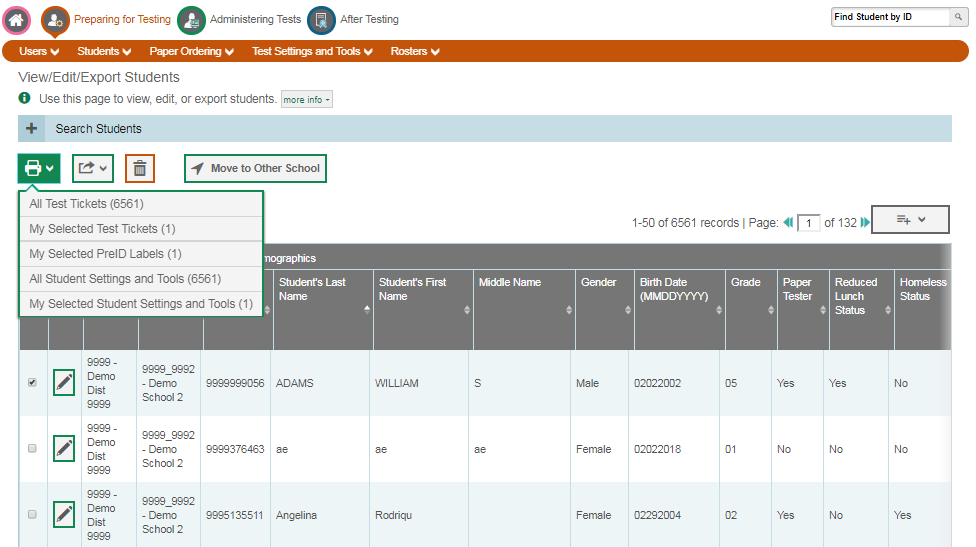 Preparing for Testing
Administering Tests
After Testing
Find Student by ID
Users
Students
Paper Ordering
Test Settings and Tools
Rosters
View/Edit/Export Students
Use this page to view, edit, or export students. more info
Search Students
Move to Other School
All Test Tickets (6561)
My Selected Test Tickets (1)
My Selected PreID Labels (1)
All Student Settings and Tools (6561)
My Selected Student Settings and Tools (1)
1-50 of 6561 records | Page: 1 of 132
Student's Last
Name
Student's First
Name
Middle Name
Gender
Birth Date
(MMDDYYYY)
Grade
Paper
Tester
Reduced
Lunch
Status
Homeless
Status
9999 -
Demo
Dist
9999
9999_9992
- Demo
School 2
9999999056
ADAMS
WILLIAM
S
Male
02022002
05
Yes
Yes
No
9999 -
Demo
Dist
9999
9999_9992
- Demo
School 2
9999376463
ae
ae
ae
Female
02022018
01
No
No
No
9999 -
Demo
Dist
9999
9999_9992
- Demo
School 2
9995135511
Angelina
Rodriqu
Female
02292004
02
Yes
No
Yes